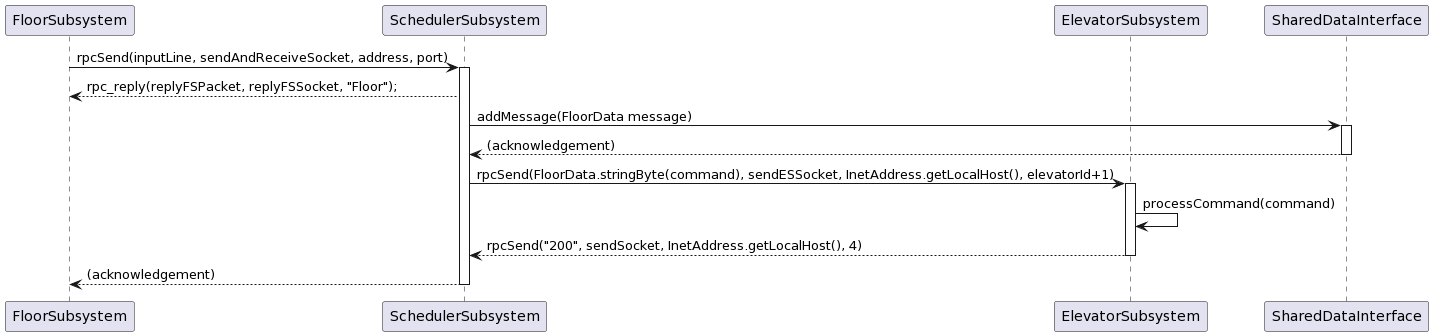 FloorSubsystem SchedulerSubsystem ElevatorSubsystem SharedDataInterface
rpcSend(inputLine, sendAndReceiveSocket, address, port)
rpc_reply(replyFSPacket, replyFSSocket, "Floor");
addMessage(FloorData message)
(acknowledgement)
rpcSend(FloorData.stringByte(command), sendESSocket, InetAddress.getLocalHost(), elevatorId+1)
processCommand(command)
rpcSend("200", sendSocket, InetAddress.getLocalHost(), 4)
(acknowledgement)
FloorSubsystem SchedulerSubsystem ElevatorSubsystem SharedDataInterface